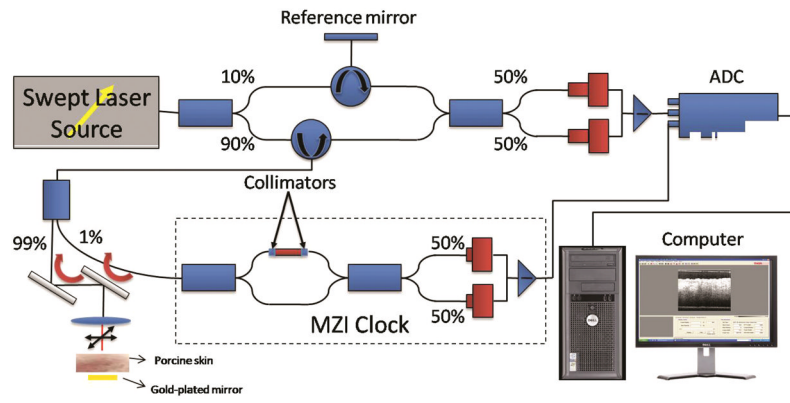 Reference mirror
10%
50%
ADC
Swept Laser
Source
90%
50%
Collimators
99%
1%
50%
Computer
50%
MZI Clock
Porcine skin
Gold-plated mirror